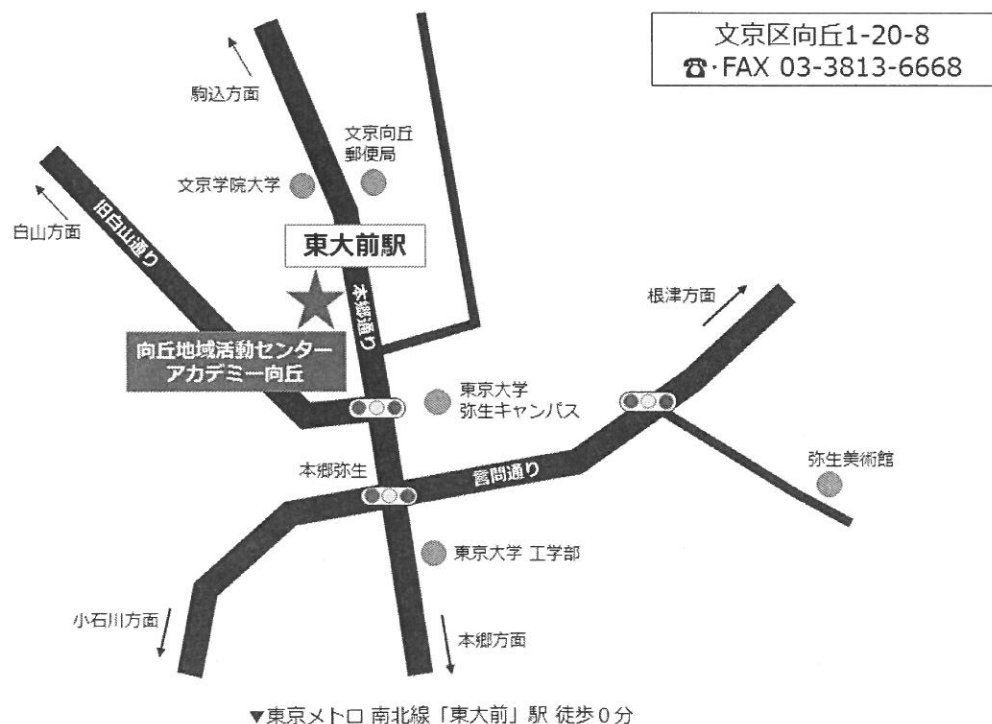 文京区向丘1-20-8
☎･FAX 03-3813-6668
駒込方面
文京向丘
郵便局
文京学院大学
白山方面
旧白山通り
東大前駅
本郷通り
根津方面
向丘地域活動センター
アカデミー向丘
東京大学
弥生キャンパス
本郷弥生
言問通り
弥生美術館
東京大学 工学部
小石川方面
本郷方面
▼東京メトロ 南北線「東大前」駅 徒歩０分